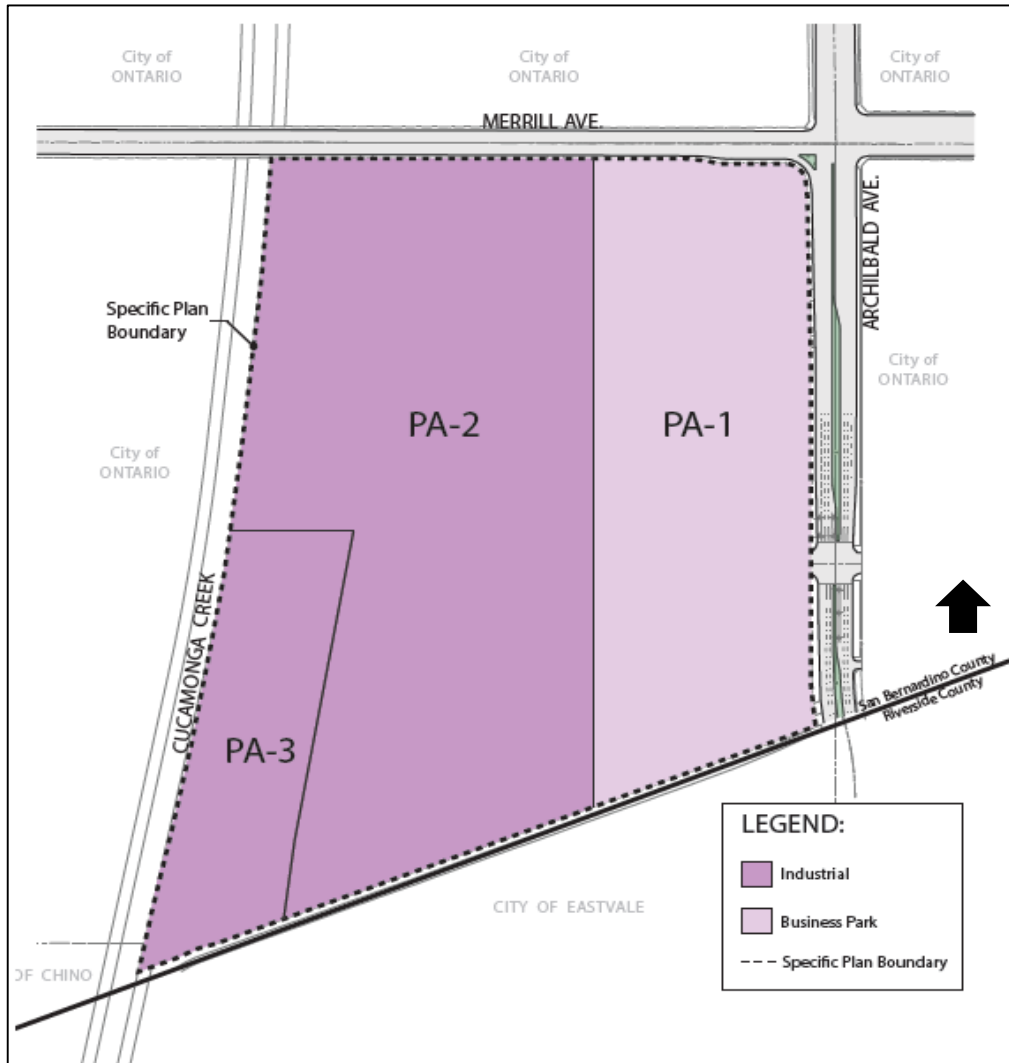 City of
ONTARIO
City of
ONTARIO
City of
ONTARIO
MERRILL AVE.
ARCHILBALD AVE.
Specific Plan
Boundary
City of
ONTARIO
PA-2
PA-1
City of
ONTARIO
CUCAMONGA CREEK
PA-3
San Bernardino County
Riverside County
LEGEND:
Industrial
Business Park
Specific Plan Boundary
CITY OF EASTVALE
OF CHINO